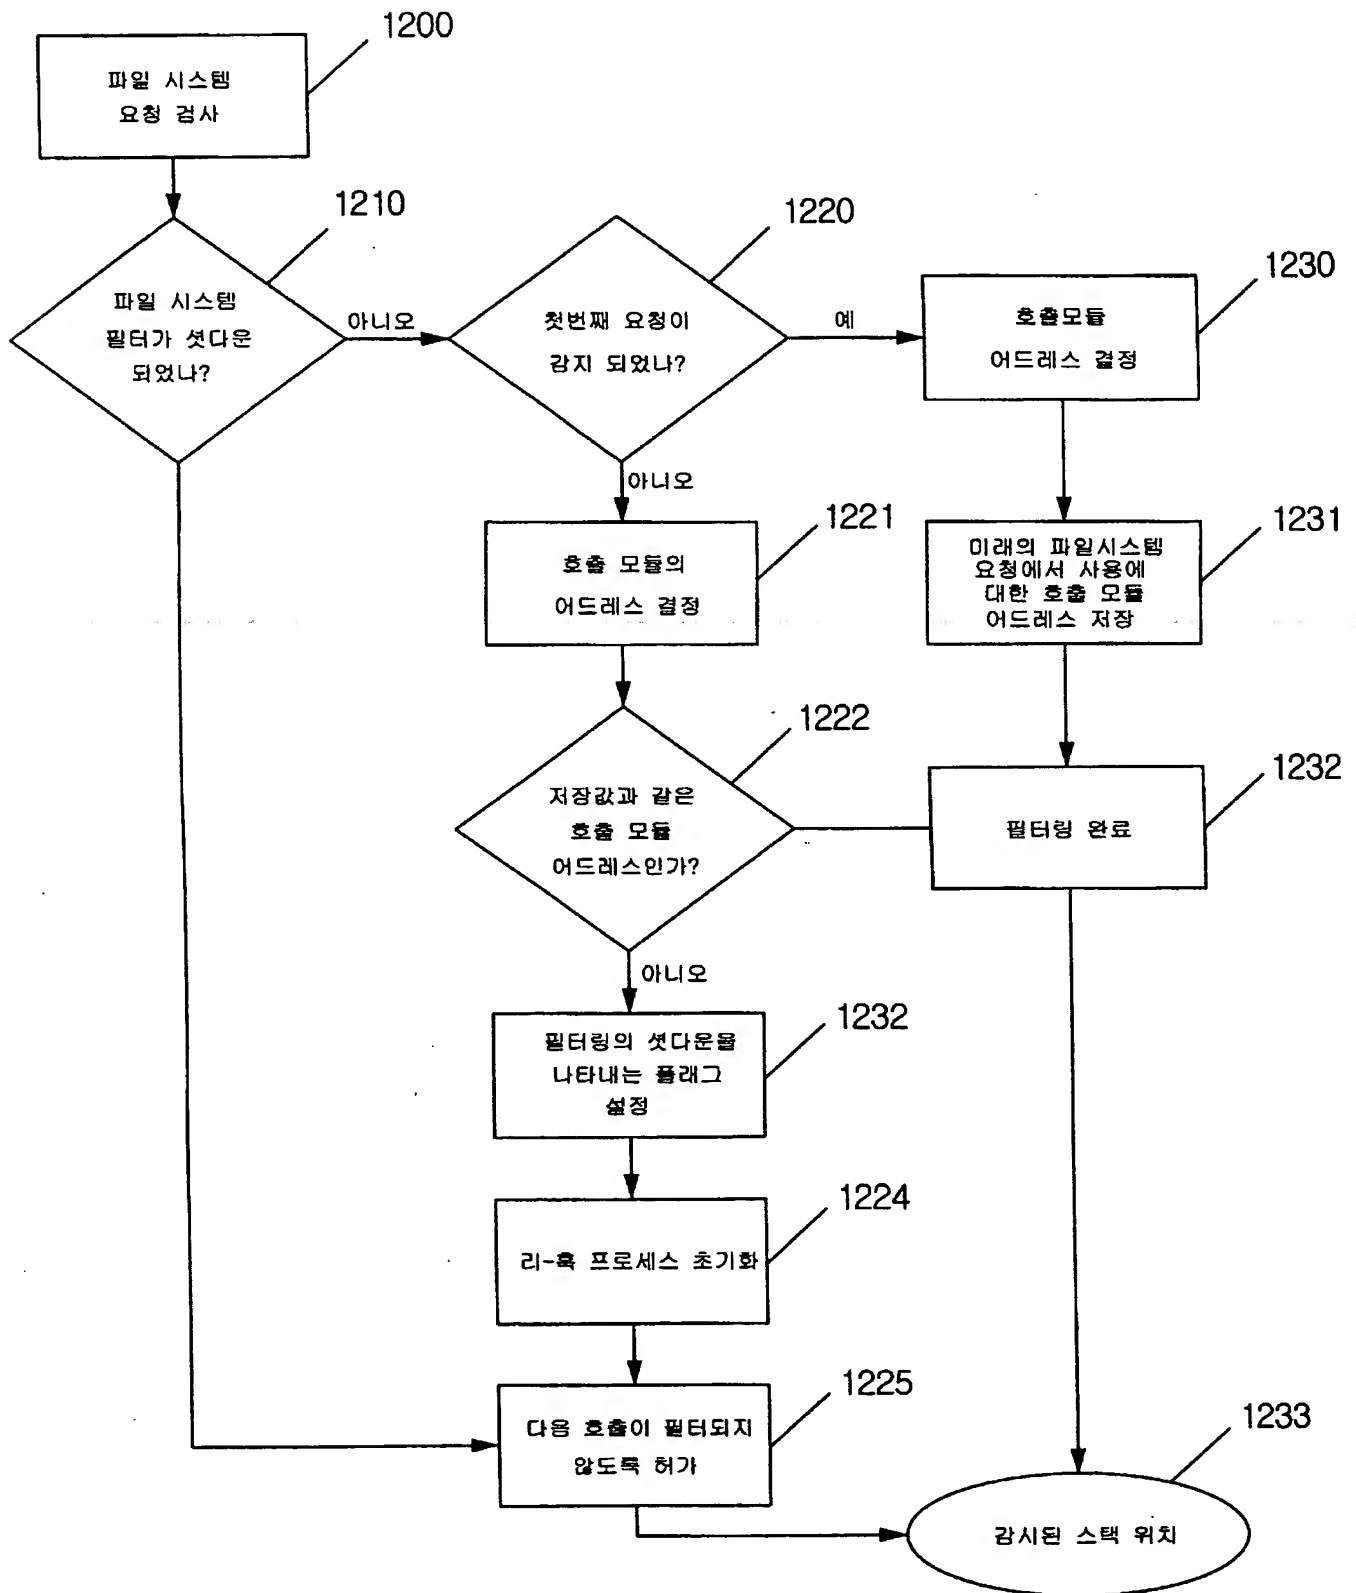 1200
파일 시스템
요청 검사
1210
파일 시스템
필터가 셧다운
되었나?
아니오
1220
첫번째 요청이
감지 되었나?
예
1230
호출모듈
어드레스 결정
아니오
1221
호출 모듈의
어드레스 결정
1231
미래의 파일시스템
요청에서 사용에
대한 호출 모듈
어드레스 저장
1222
저장값과 같은
호출 모듈
어드레스인가?
1232
필터링 완료
아니오
1232
필터링의 셧다운을
나타내는 플래그
설정
1224
리-훅 프로세스 초기화
1225
다음 호출이 필터되지
않도록 허가
1233
감시된 스택 위치